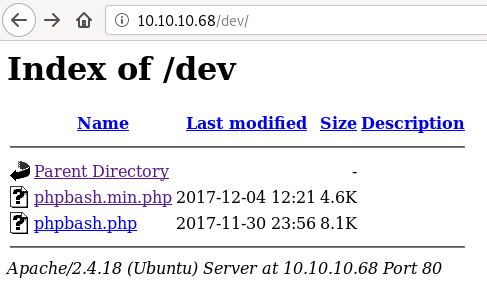 10.10.10.68/dev/
Index of /dev
Name Last modified Size Description
Parent Directory -
phpbash.min.php 2017-12-04 12:21 4.6K
phpbash.php 2017-11-30 23:56 8.1K
Apache/2.4.18 (Ubuntu) Server at 10.10.10.68 Port 80